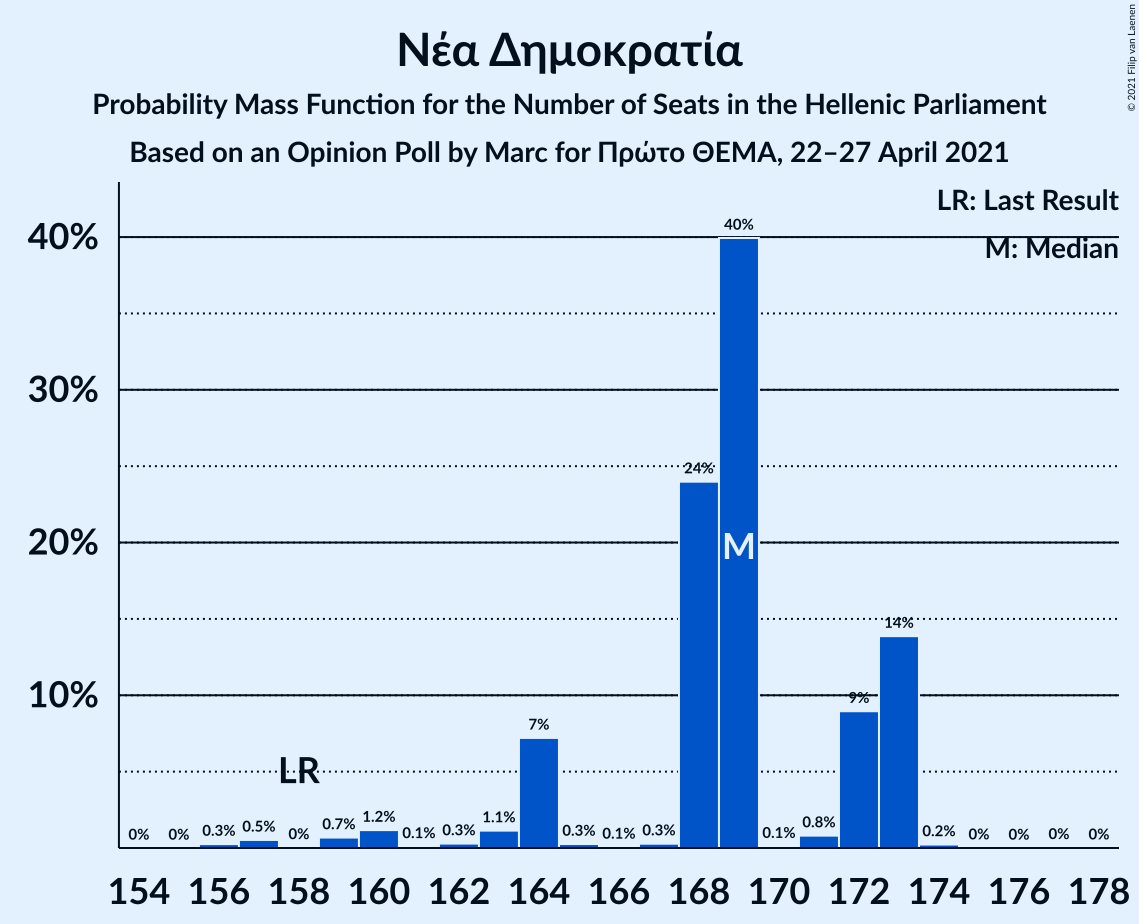 Νέα Δημοκρατία
Probability Mass Function for the Number of Seats in the Hellenic Parliament
Based on an Opinion Poll by Marc for Πρώτο ΘΕΜΑ, 22–27 April 2021
© 2021 Filip van Laenen
LR: Last Result
M: Median
40%
30%
20%
10%
0% 0% 0.3% 0.5% 0% 0.7% 1.2% 0.1% 0.3% 1.1% 7% 0.3% 0.1% 0.3% 24% 40% 0.1% 0.8% 9% 14% 0.2% 0% 0% 0% 0%
LR
M
154 156 158 160 162 164 166 168 170 172 174 176 178